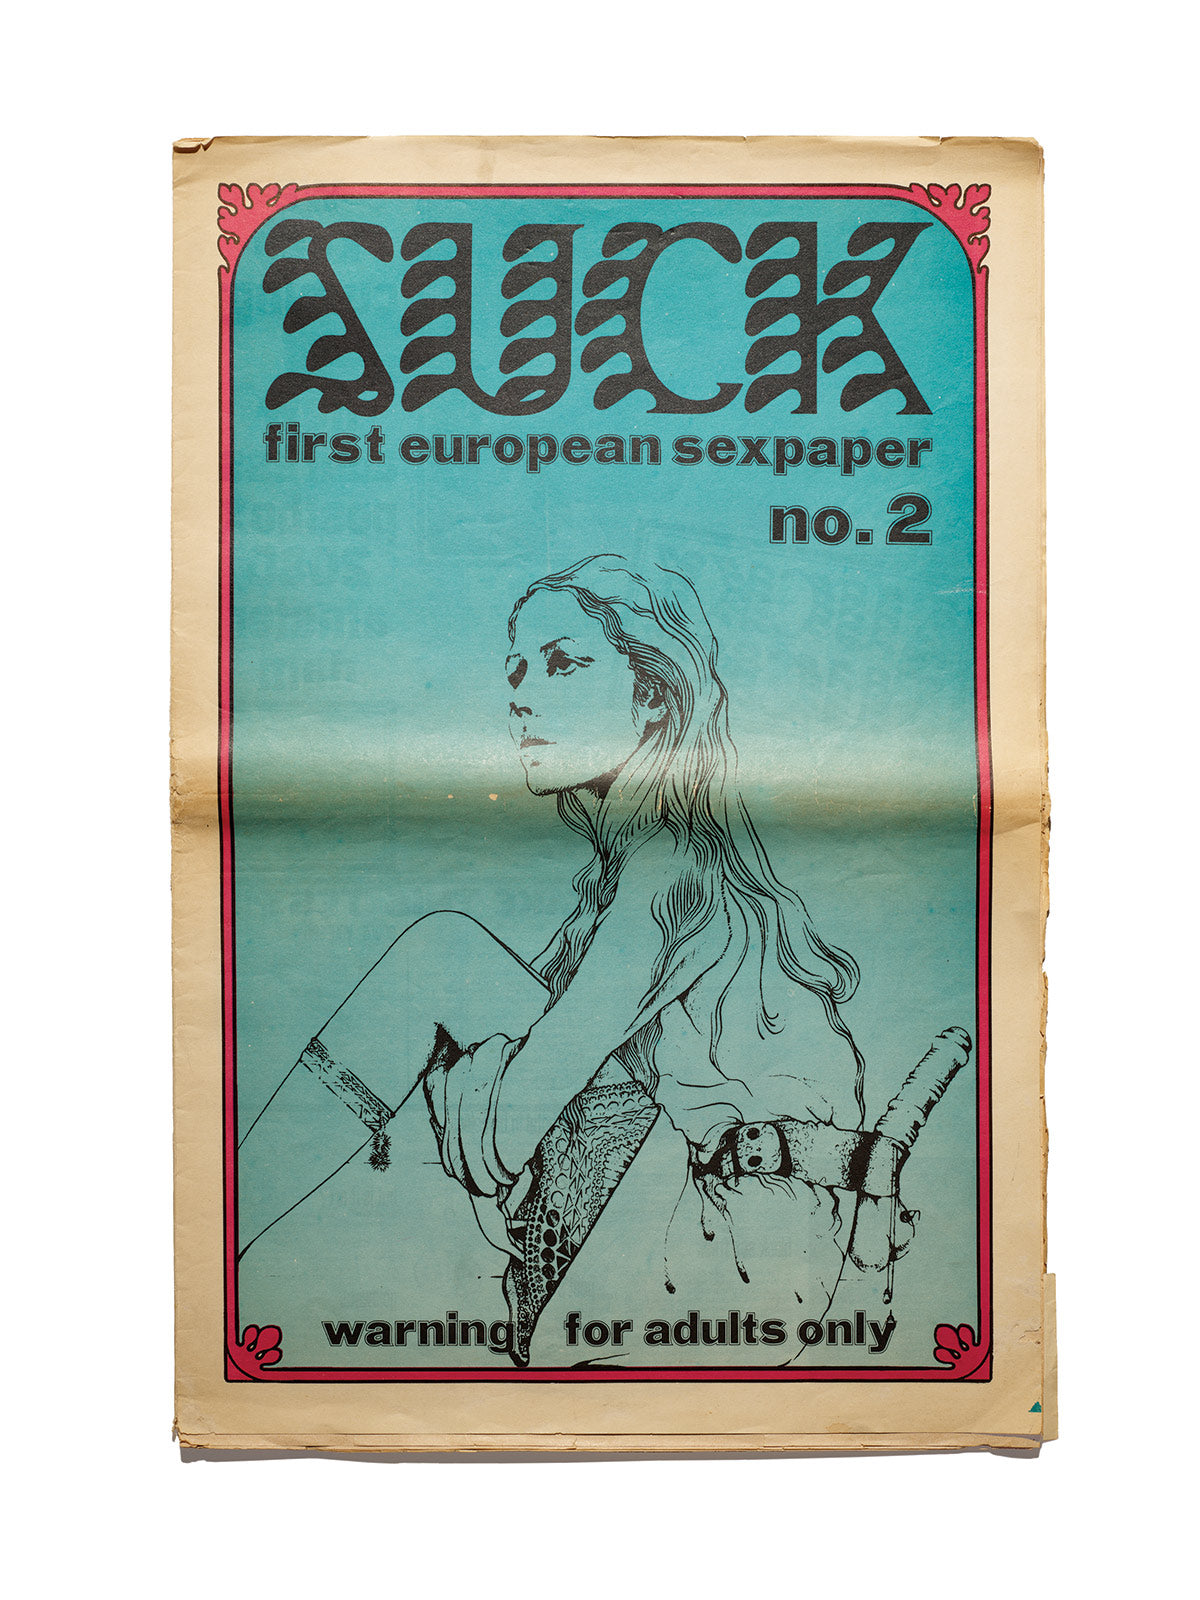 SUCK
first european sexpaper
no. 2
warning for adults only